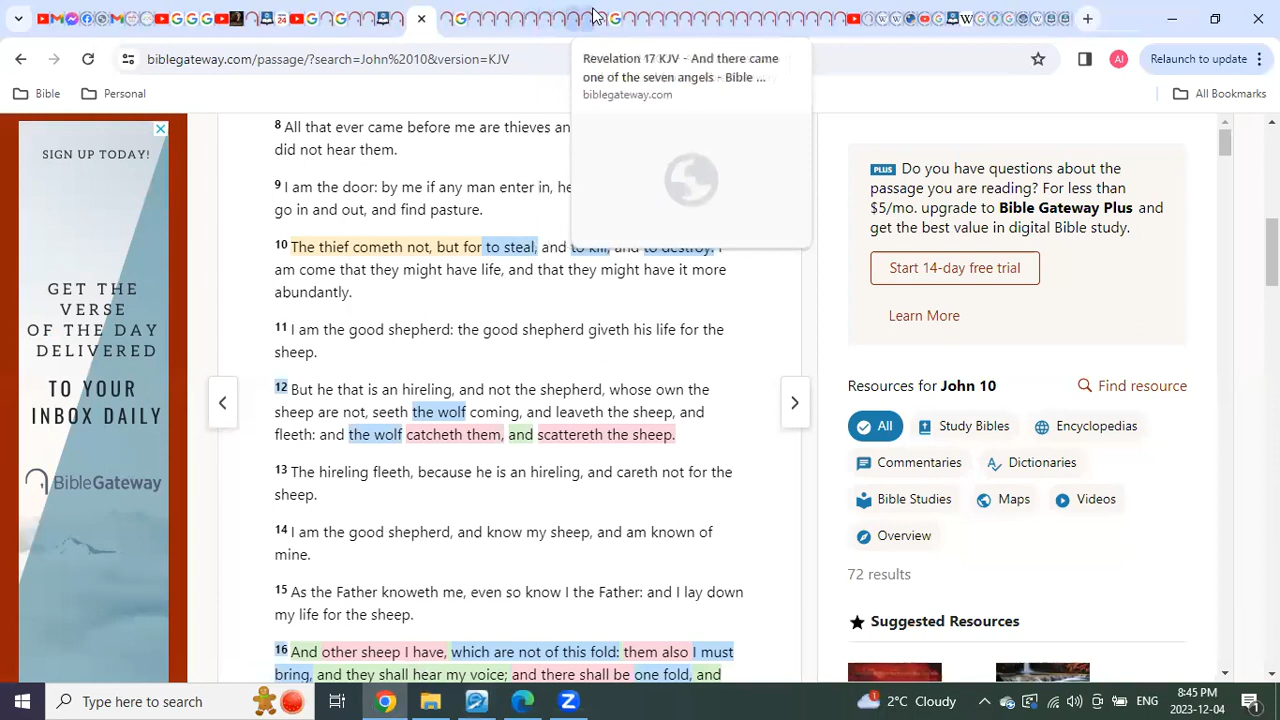 biblegateway.com/passage/?search=John%2010&version=KJV
AI
Relaunch to update
Bible
Personal
All Bookmarks
Revelation 17 KJV - And there came
one of the seven angels - Bible ...
biblegateway.com
SIGN UP TODAY!
GET THE
VERSE
OF THE DAY
DELIVERED
TO YOUR
INBOX DAILY
BibleGateway
8 All that ever came before me are thieves an
did not hear them.
9 I am the door: by me if any man enter in, he
go in and out, and find pasture.
10 The thief cometh not, but for to steal, and to kill, and to destroy: I
am come that they might have life, and that they might have it more
abundantly.
11 I am the good shepherd: the good shepherd giveth his life for the
sheep.
12 But he that is an hireling, and not the shepherd, whose own the
sheep are not, seeth the wolf coming, and leaveth the sheep, and
fleeth: and the wolf catcheth them, and scattereth the sheep.
13 The hireling fleeth, because he is an hireling, and careth not for the
sheep.
14 I am the good shepherd, and know my sheep, and am known of
mine.
15 As the Father knoweth me, even so know I the Father: and I lay down
my life for the sheep.
16 And other sheep I have, which are not of this fold: them also I must
bring, and they shall hear my voice; and there shall be one fold, and
PLUS Do you have questions about the
passage you are reading? For less than
$5/mo. upgrade to Bible Gateway Plus and
get the best value in digital Bible study.
Start 14-day free trial
Learn More
Resources for John 10
Find resource
All
Study Bibles
Encyclopedias
Commentaries
Dictionaries
Bible Studies
Maps
Videos
Overview
72 results
Suggested Resources
Type here to search
1
2°C Cloudy
ENG
8:45 PM
2023-12-04
1